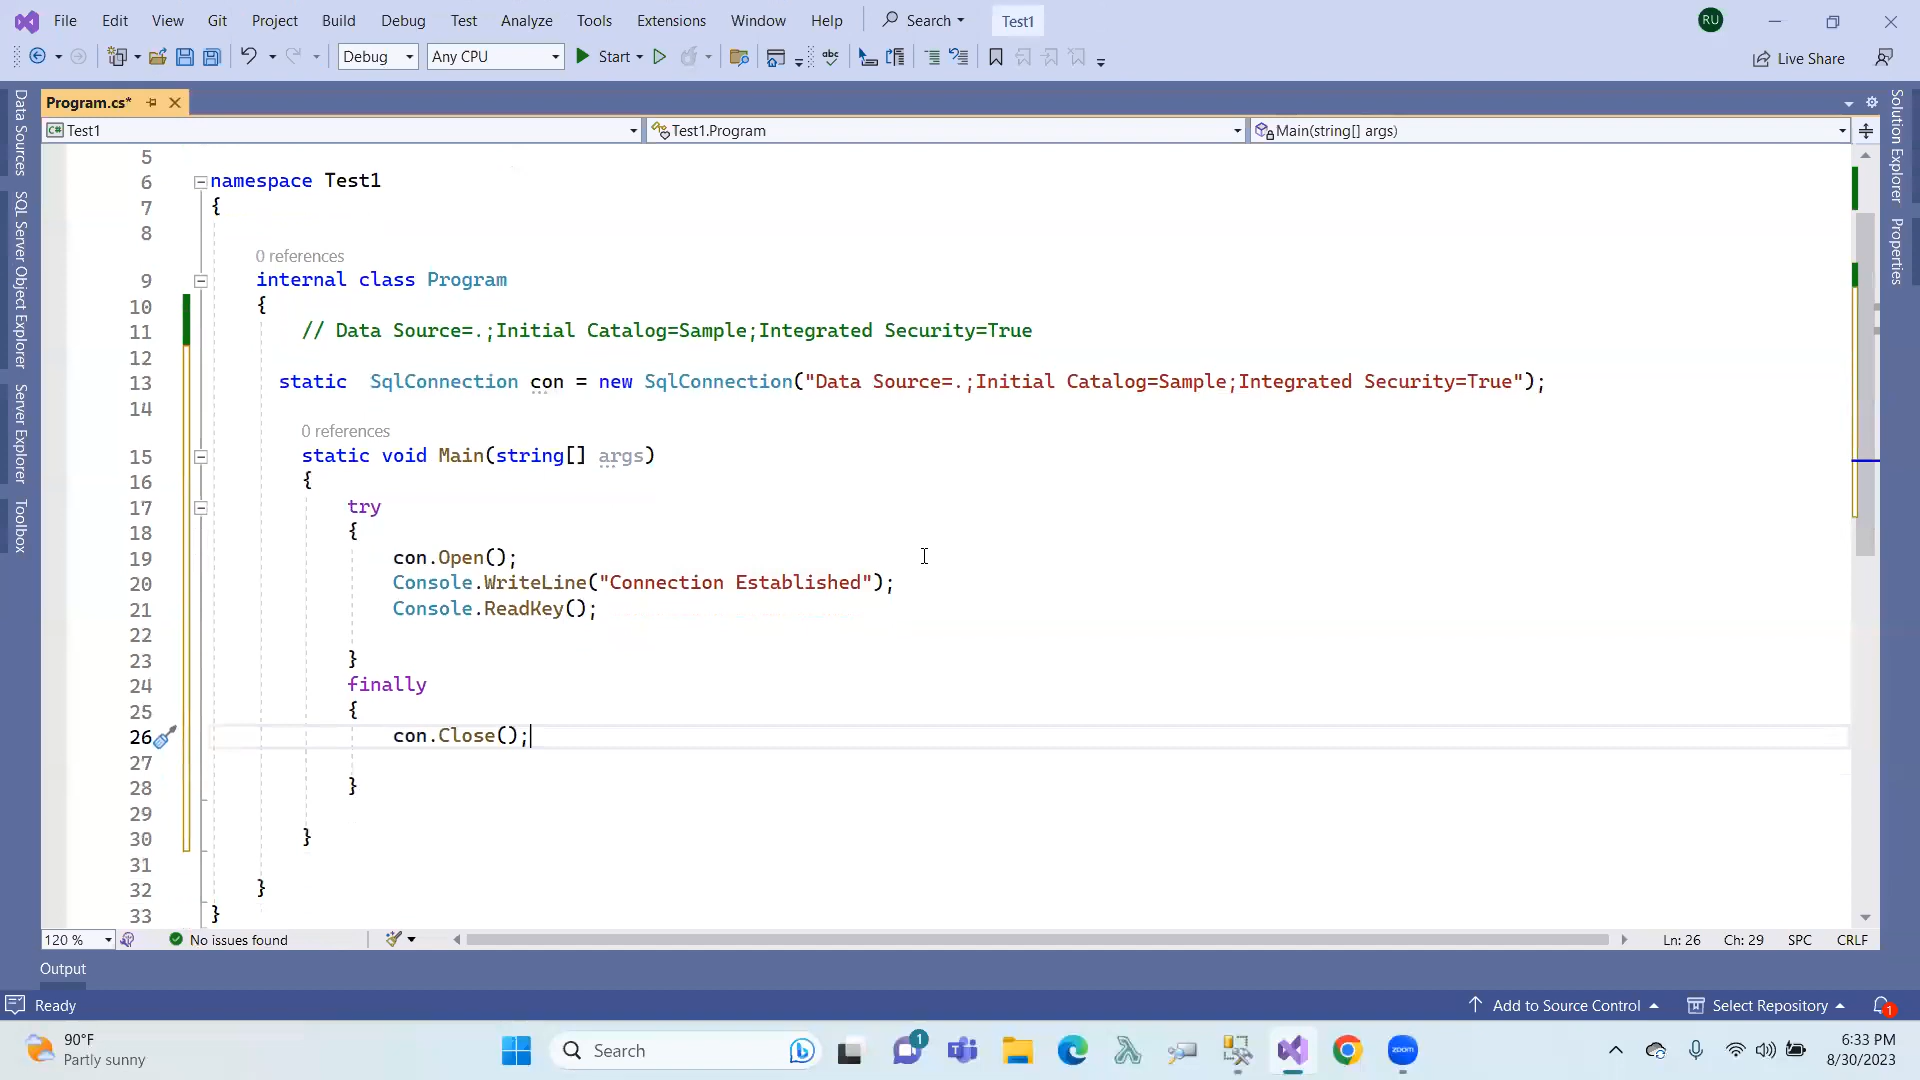 File Edit View Git Project Build Debug Test Analyze Tools Extensions Window Help Search Test1 RU
Debug Any CPU Start Live Share
Program.cs*
Test1 Test1.Program Main(string[] args)
Data Sources
SQL Server Object Explorer
Server Explorer
Toolbox
Solution Explorer
Properties
5
6 namespace Test1
7 {
8
0 references
9 internal class Program
10 {
11 // Data Source=.;Initial Catalog=Sample;Integrated Security=True
12
13 static SqlConnection con = new SqlConnection("Data Source=.;Initial Catalog=Sample;Integrated Security=True");
14
0 references
15 static void Main(string[] args)
16 {
17 try
18 {
19 con.Open();
20 Console.WriteLine("Connection Established");
21 Console.ReadKey();
22
23 }
24 finally
25 {
26 con.Close();
27
28 }
29
30 }
31
32 }
33 }
120 % No issues found Ln: 26 Ch: 29 SPC CRLF
Output
Ready Add to Source Control Select Repository 1
90°F
Partly sunny
Search
1
zoom
6:33 PM
8/30/2023